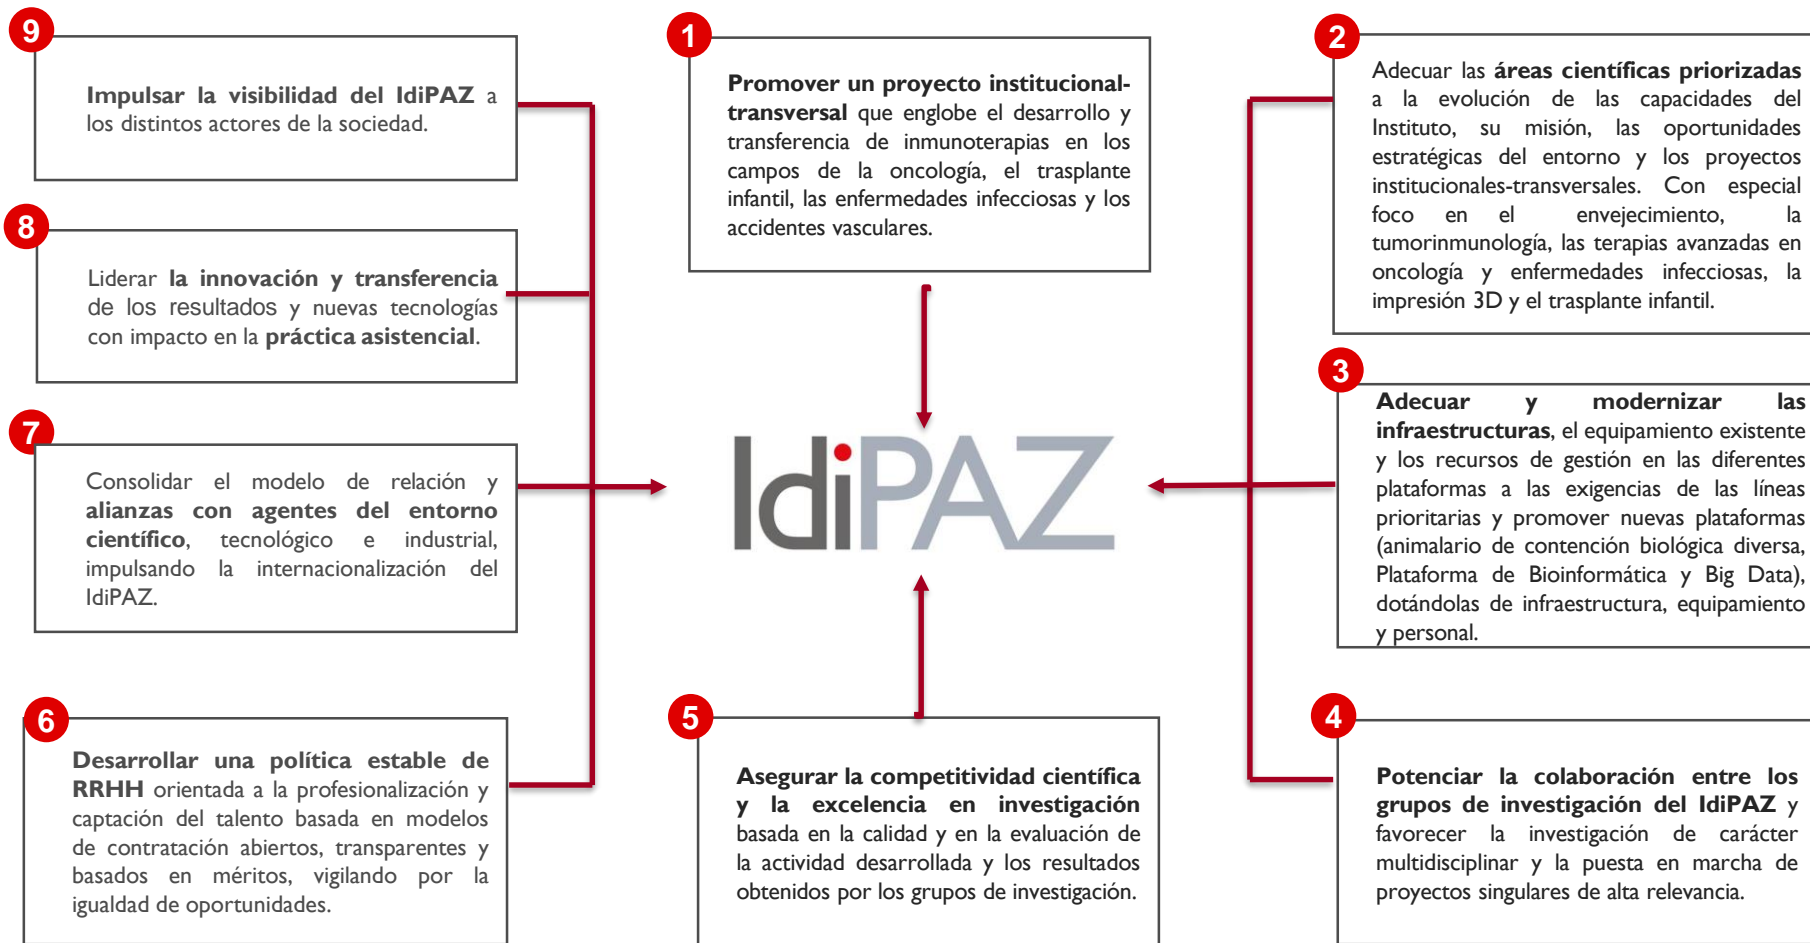 1
Promover un proyecto institucional-
transversal que englobe el desarrollo y
transferencia de inmunoterapias en los
campos de la oncología, el trasplante
infantil, las enfermedades infecciosas y los
accidentes vasculares.
2
Adecuar las áreas científicas priorizadas
a la evolución de las capacidades del
Instituto, su misión, las oportunidades
estratégicas del entorno y los proyectos
institucionales-transversales. Con especial
foco en el envejecimiento, la
tumorinmunología, las terapias avanzadas en
oncología y enfermedades infecciosas, la
impresión 3D y el trasplante infantil.
3
Adecuar y modernizar las
infraestructuras, el equipamiento existente
y los recursos de gestión en las diferentes
plataformas a las exigencias de las líneas
prioritarias y promover nuevas plataformas
(animalario de contención biológica diversa,
Plataforma de Bioinformática y Big Data),
dotándolas de infraestructura, equipamiento
y personal.
4
Potenciar la colaboración entre los
grupos de investigación del IdiPAZ y
favorecer la investigación de carácter
multidisciplinar y la puesta en marcha de
proyectos singulares de alta relevancia.
5
Asegurar la competitividad científica
y la excelencia en investigación
basada en la calidad y en la evaluación de
la actividad desarrollada y los resultados
obtenidos por los grupos de investigación.
6
Desarrollar una política estable de
RRHH orientada a la profesionalización y
captación del talento basada en modelos
de contratación abiertos, transparentes y
basados en méritos, vigilando por la
igualdad de oportunidades.
7
Consolidar el modelo de relación y
alianzas con agentes del entorno
científico, tecnológico e industrial,
impulsando la internacionalización del
IdiPAZ.
8
Liderar la innovación y transferencia
de los resultados y nuevas tecnologías
con impacto en la práctica asistencial.
9
Impulsar la visibilidad del IdiPAZ a
los distintos actores de la sociedad.
IdiPAZ